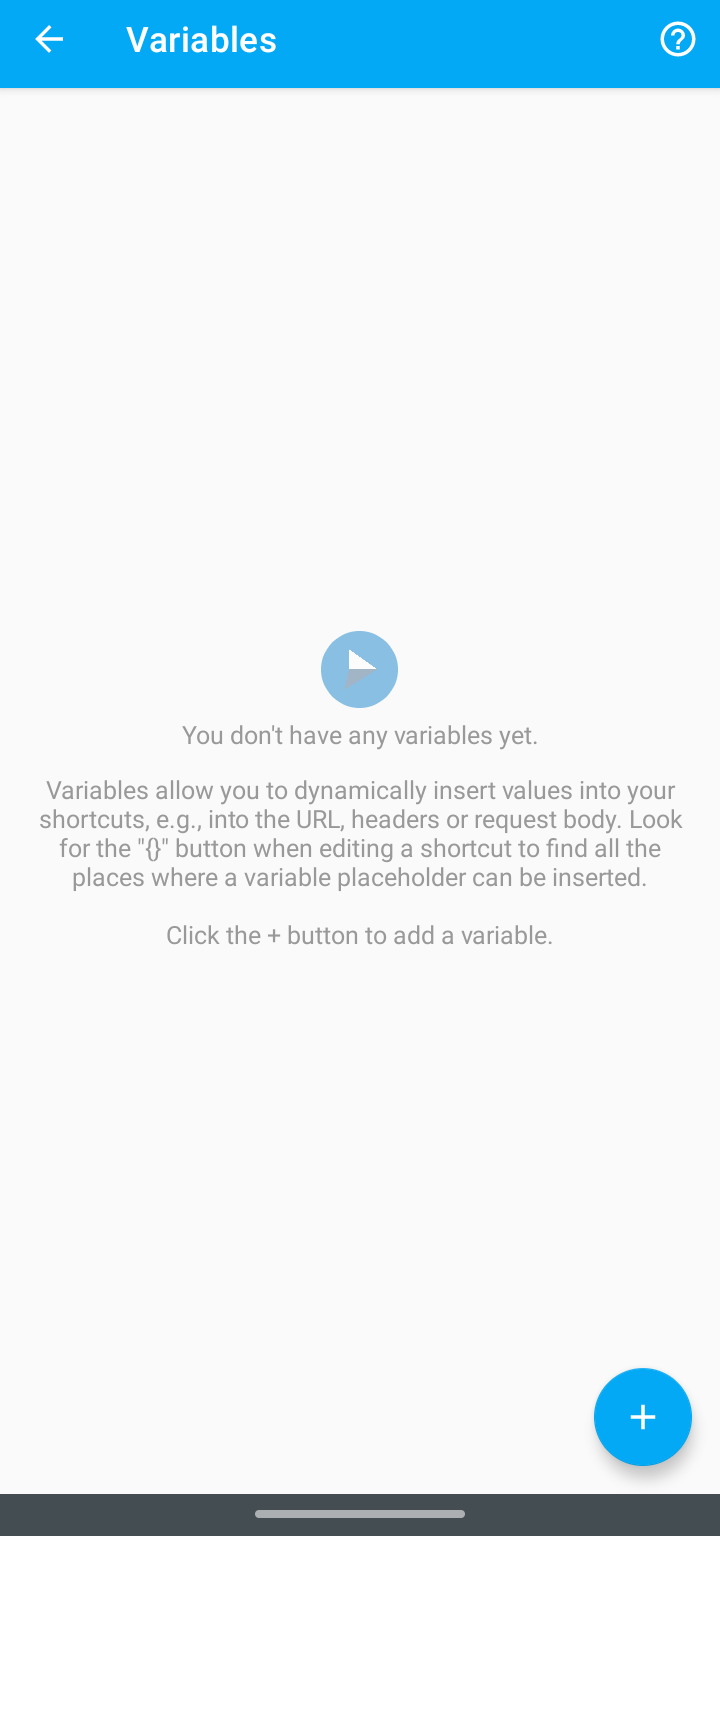 Variables
You don't have any variables yet.
Variables allow you to dynamically insert values into your
shortcuts, e.g., into the URL, headers or request body. Look
for the "{}" button when editing a shortcut to find all the
places where a variable placeholder can be inserted.
Click the + button to add a variable.